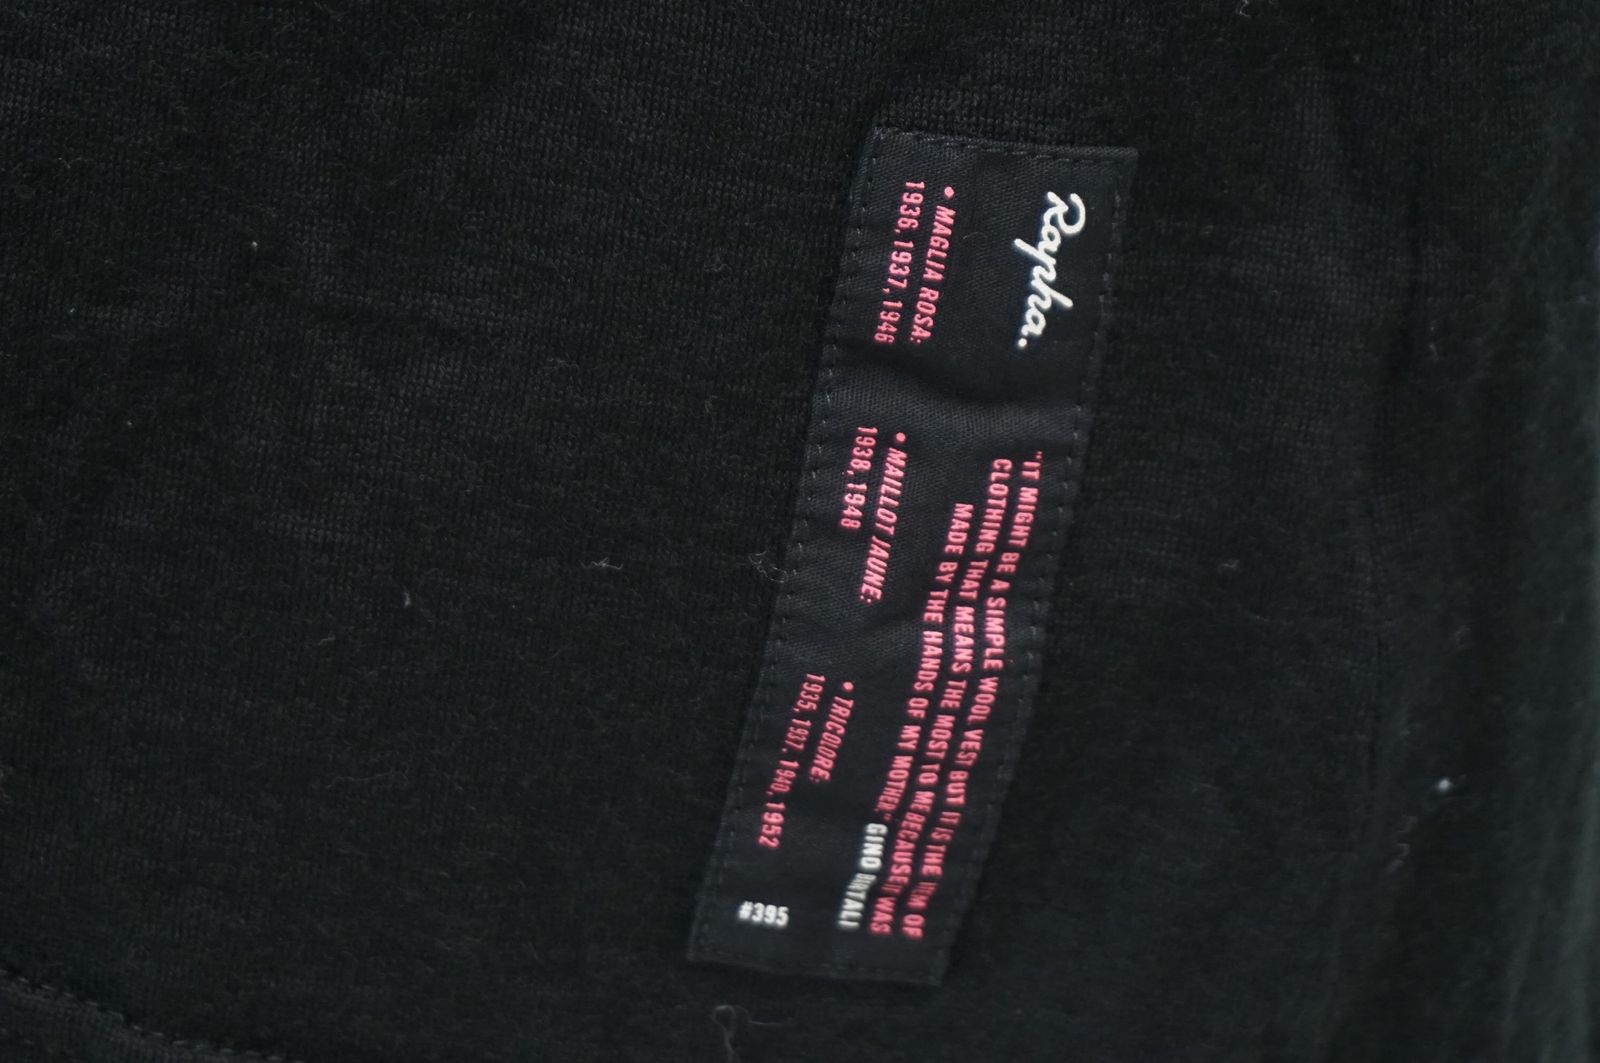 Rapha.
"IT MIGHT BE A SIMPLE WOOL VEST BUT IT IS THE ITEM OF
CLOTHING THAT MEANS THE MOST TO ME BECAUSE IT WAS
MADE BY THE HANDS OF MY MOTHER." GINO BARTALI
• MAGLIA ROSA:
1936, 1937, 1946
• MAILLOT JAUNE:
1938, 1948
• TRICOLORE:
1935, 1937, 1940, 1952
#395